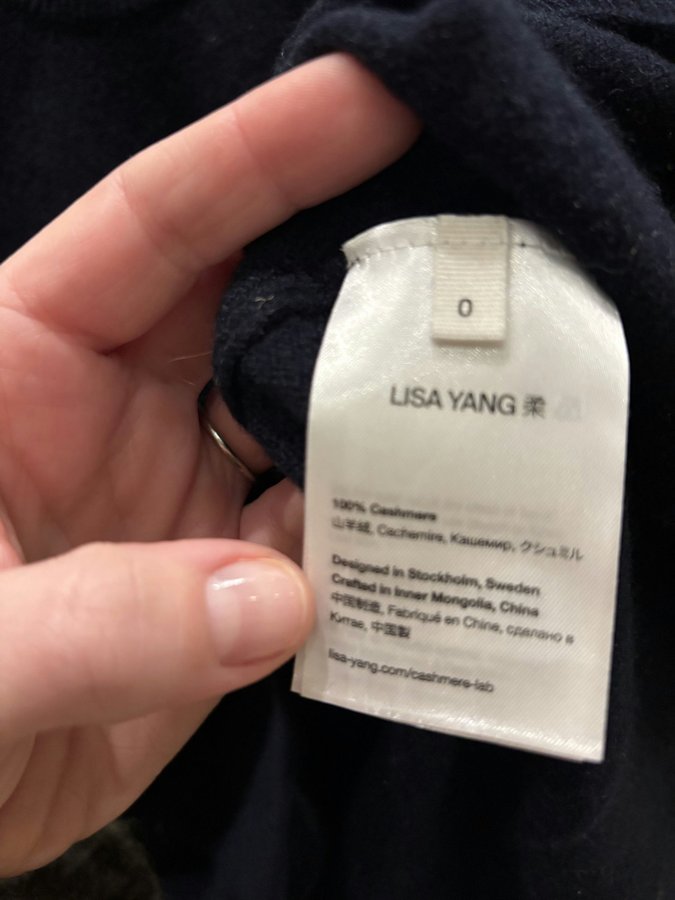 0
LISA YANG 柔
100% Cashmere
山羊絨, Cachemire, Кашемир, クシュミル
Designed in Stockholm, Sweden
Crafted in Inner Mongolia, China
中国制造, Fabriqué en Chine, сделано в
Китае, 中国製
lisa-yang.com/cashmere-lab